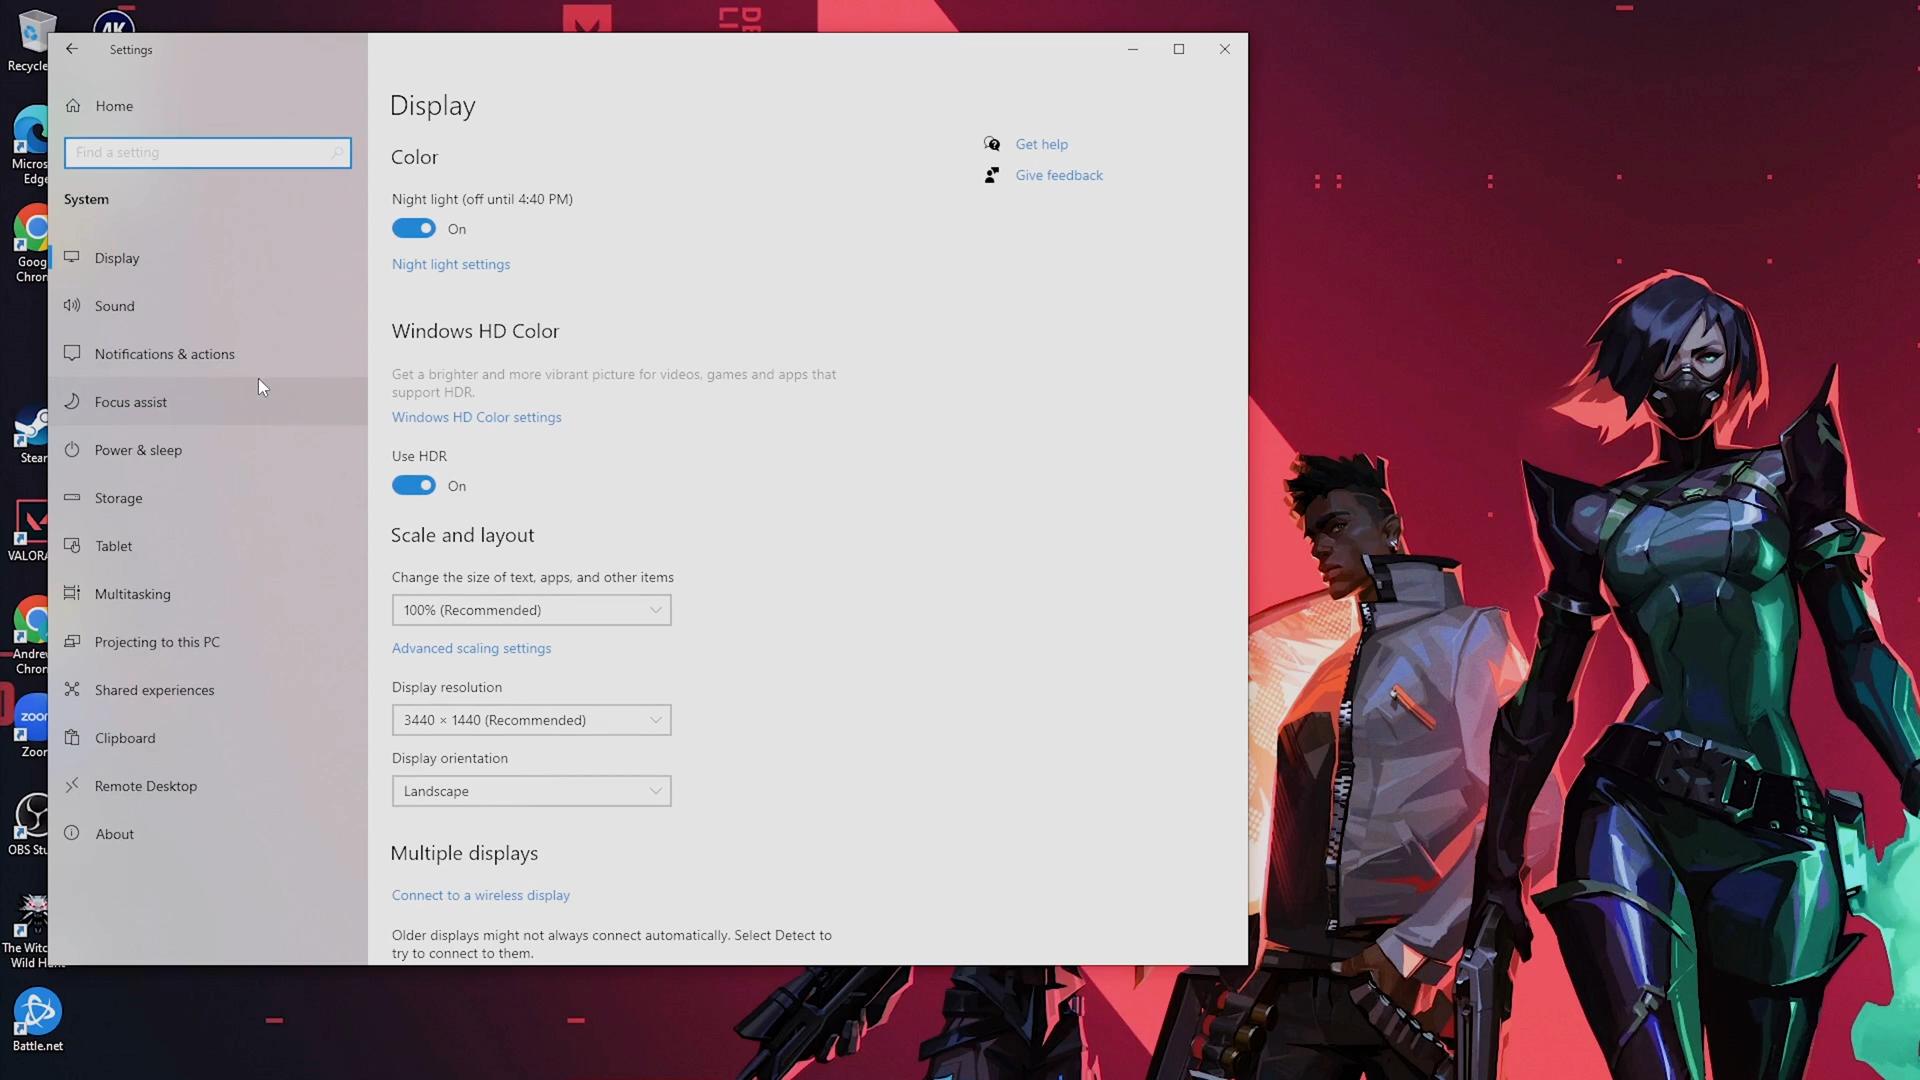 4K
Recycle
Micros
Edge
Goog
Chron
Stear
VALORA
Andre
Chron
zoor
Zoor
OBS Stu
The Witc
Wild Hu
Battle.net
Settings
Home
Find a setting
System
Display
Sound
Notifications & actions
Focus assist
Power & sleep
Storage
Tablet
Multitasking
Projecting to this PC
Shared experiences
Clipboard
Remote Desktop
About
Display
Color
Night light (off until 4:40 PM)
On
Night light settings
Windows HD Color
Get a brighter and more vibrant picture for videos, games and apps that
support HDR.
Windows HD Color settings
Use HDR
On
Scale and layout
Change the size of text, apps, and other items
100% (Recommended)
Advanced scaling settings
Display resolution
3440 × 1440 (Recommended)
Display orientation
Landscape
Multiple displays
Connect to a wireless display
Older displays might not always connect automatically. Select Detect to
try to connect to them.
Get help
Give feedback